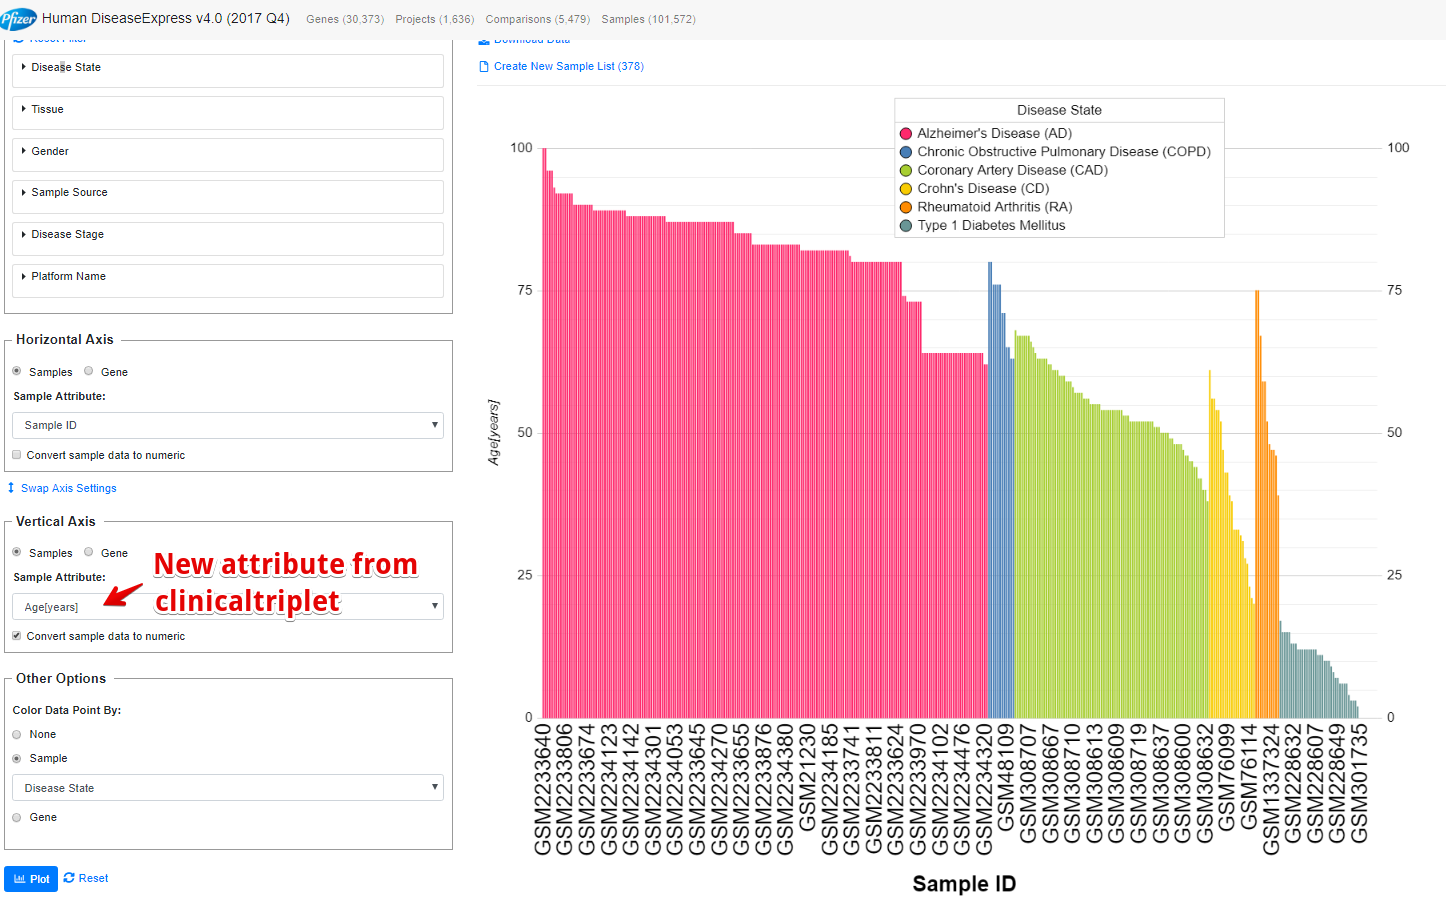 Pfizer Human DiseaseExpress v4.0 (2017 Q4) Genes (30,373) Projects (1,636) Comparisons (5,479) Samples (101,572)
Reset Filter
Disease State
Tissue
Gender
Sample Source
Disease Stage
Platform Name
Horizontal Axis
Samples Gene
Sample Attribute:
Sample ID
Convert sample data to numeric
Swap Axis Settings
Vertical Axis
Samples Gene
Sample Attribute:
Age[years]
Convert sample data to numeric
New attribute from
clinicaltriplet
Other Options
Color Data Point By:
None
Sample
Disease State
Gene
Plot Reset
Download Data
Create New Sample List (378)
Disease State
Alzheimer's Disease (AD)
Chronic Obstructive Pulmonary Disease (COPD)
Coronary Artery Disease (CAD)
Crohn's Disease (CD)
Rheumatoid Arthritis (RA)
Type 1 Diabetes Mellitus
100 100
75 75
50 50
25 25
0 0
Age[years]
GSM2233640
GSM2233806
GSM2233674
GSM2234123
GSM2234142
GSM2234301
GSM2234053
GSM2233645
GSM2234270
GSM2233655
GSM2233876
GSM2234380
GSM21230
GSM2234185
GSM2233741
GSM2233811
GSM2233624
GSM2233970
GSM2234102
GSM2234476
GSM2234320
GSM48109
GSM308707
GSM308667
GSM308710
GSM308613
GSM308609
GSM308719
GSM308637
GSM308600
GSM308632
GSM76099
GSM76114
GSM1337324
GSM228632
GSM228607
GSM228649
GSM301735
Sample ID